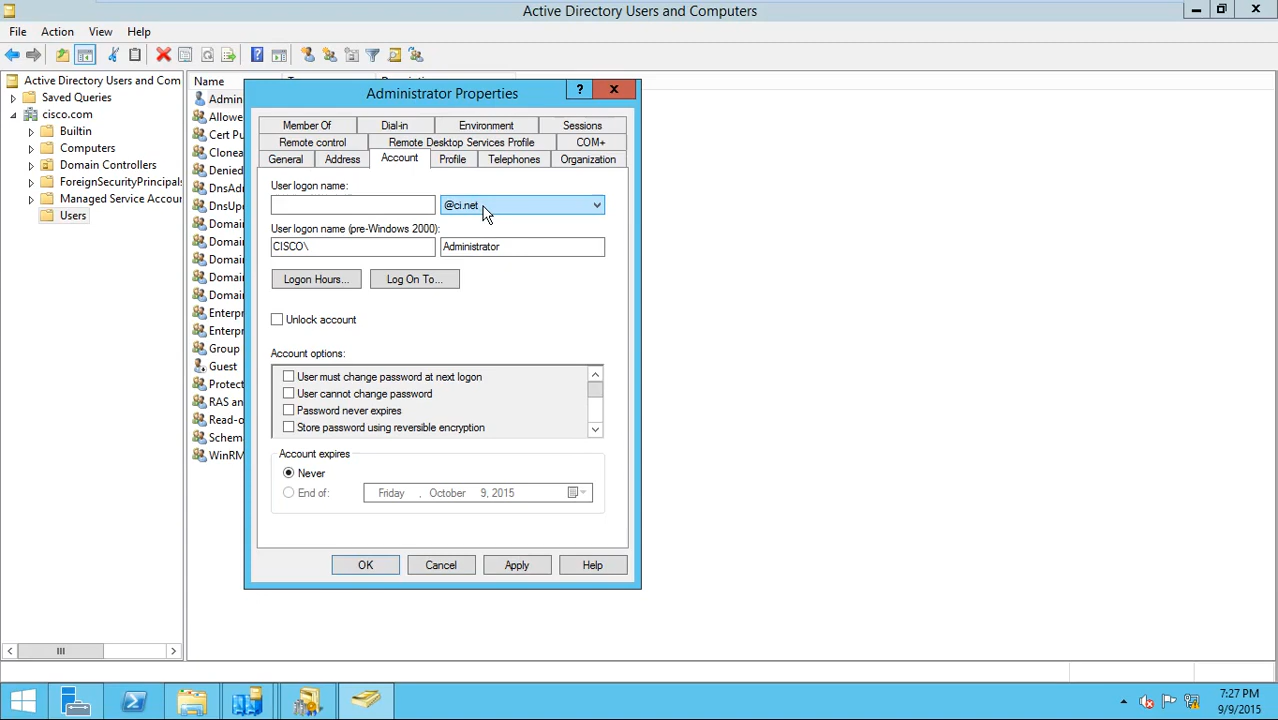 Active Directory Users and Computers
File Action View Help
Active Directory Users and Com
Saved Queries
cisco.com
Builtin
Computers
Domain Controllers
ForeignSecurityPrincipals
Managed Service Accour
Users
Name
Admin
Allowe
Cert Pu
Clonea
Denied
DnsAd
DnsUp
Domai
Domai
Domai
Domai
Domai
Enterp
Enterp
Group
Guest
Protect
RAS an
Read-o
Schem
WinRM
Administrator Properties
?
Member Of Dial-in Environment Sessions
Remote control Remote Desktop Services Profile COM+
General Address Account Profile Telephones Organization
User logon name:
@ci.net
User logon name (pre-Windows 2000):
CISCO\ Administrator
Logon Hours... Log On To...
Unlock account
Account options:
User must change password at next logon
User cannot change password
Password never expires
Store password using reversible encryption
Account expires
Never
End of: Friday , October 9, 2015
OK Cancel Apply Help
7:27 PM
9/9/2015